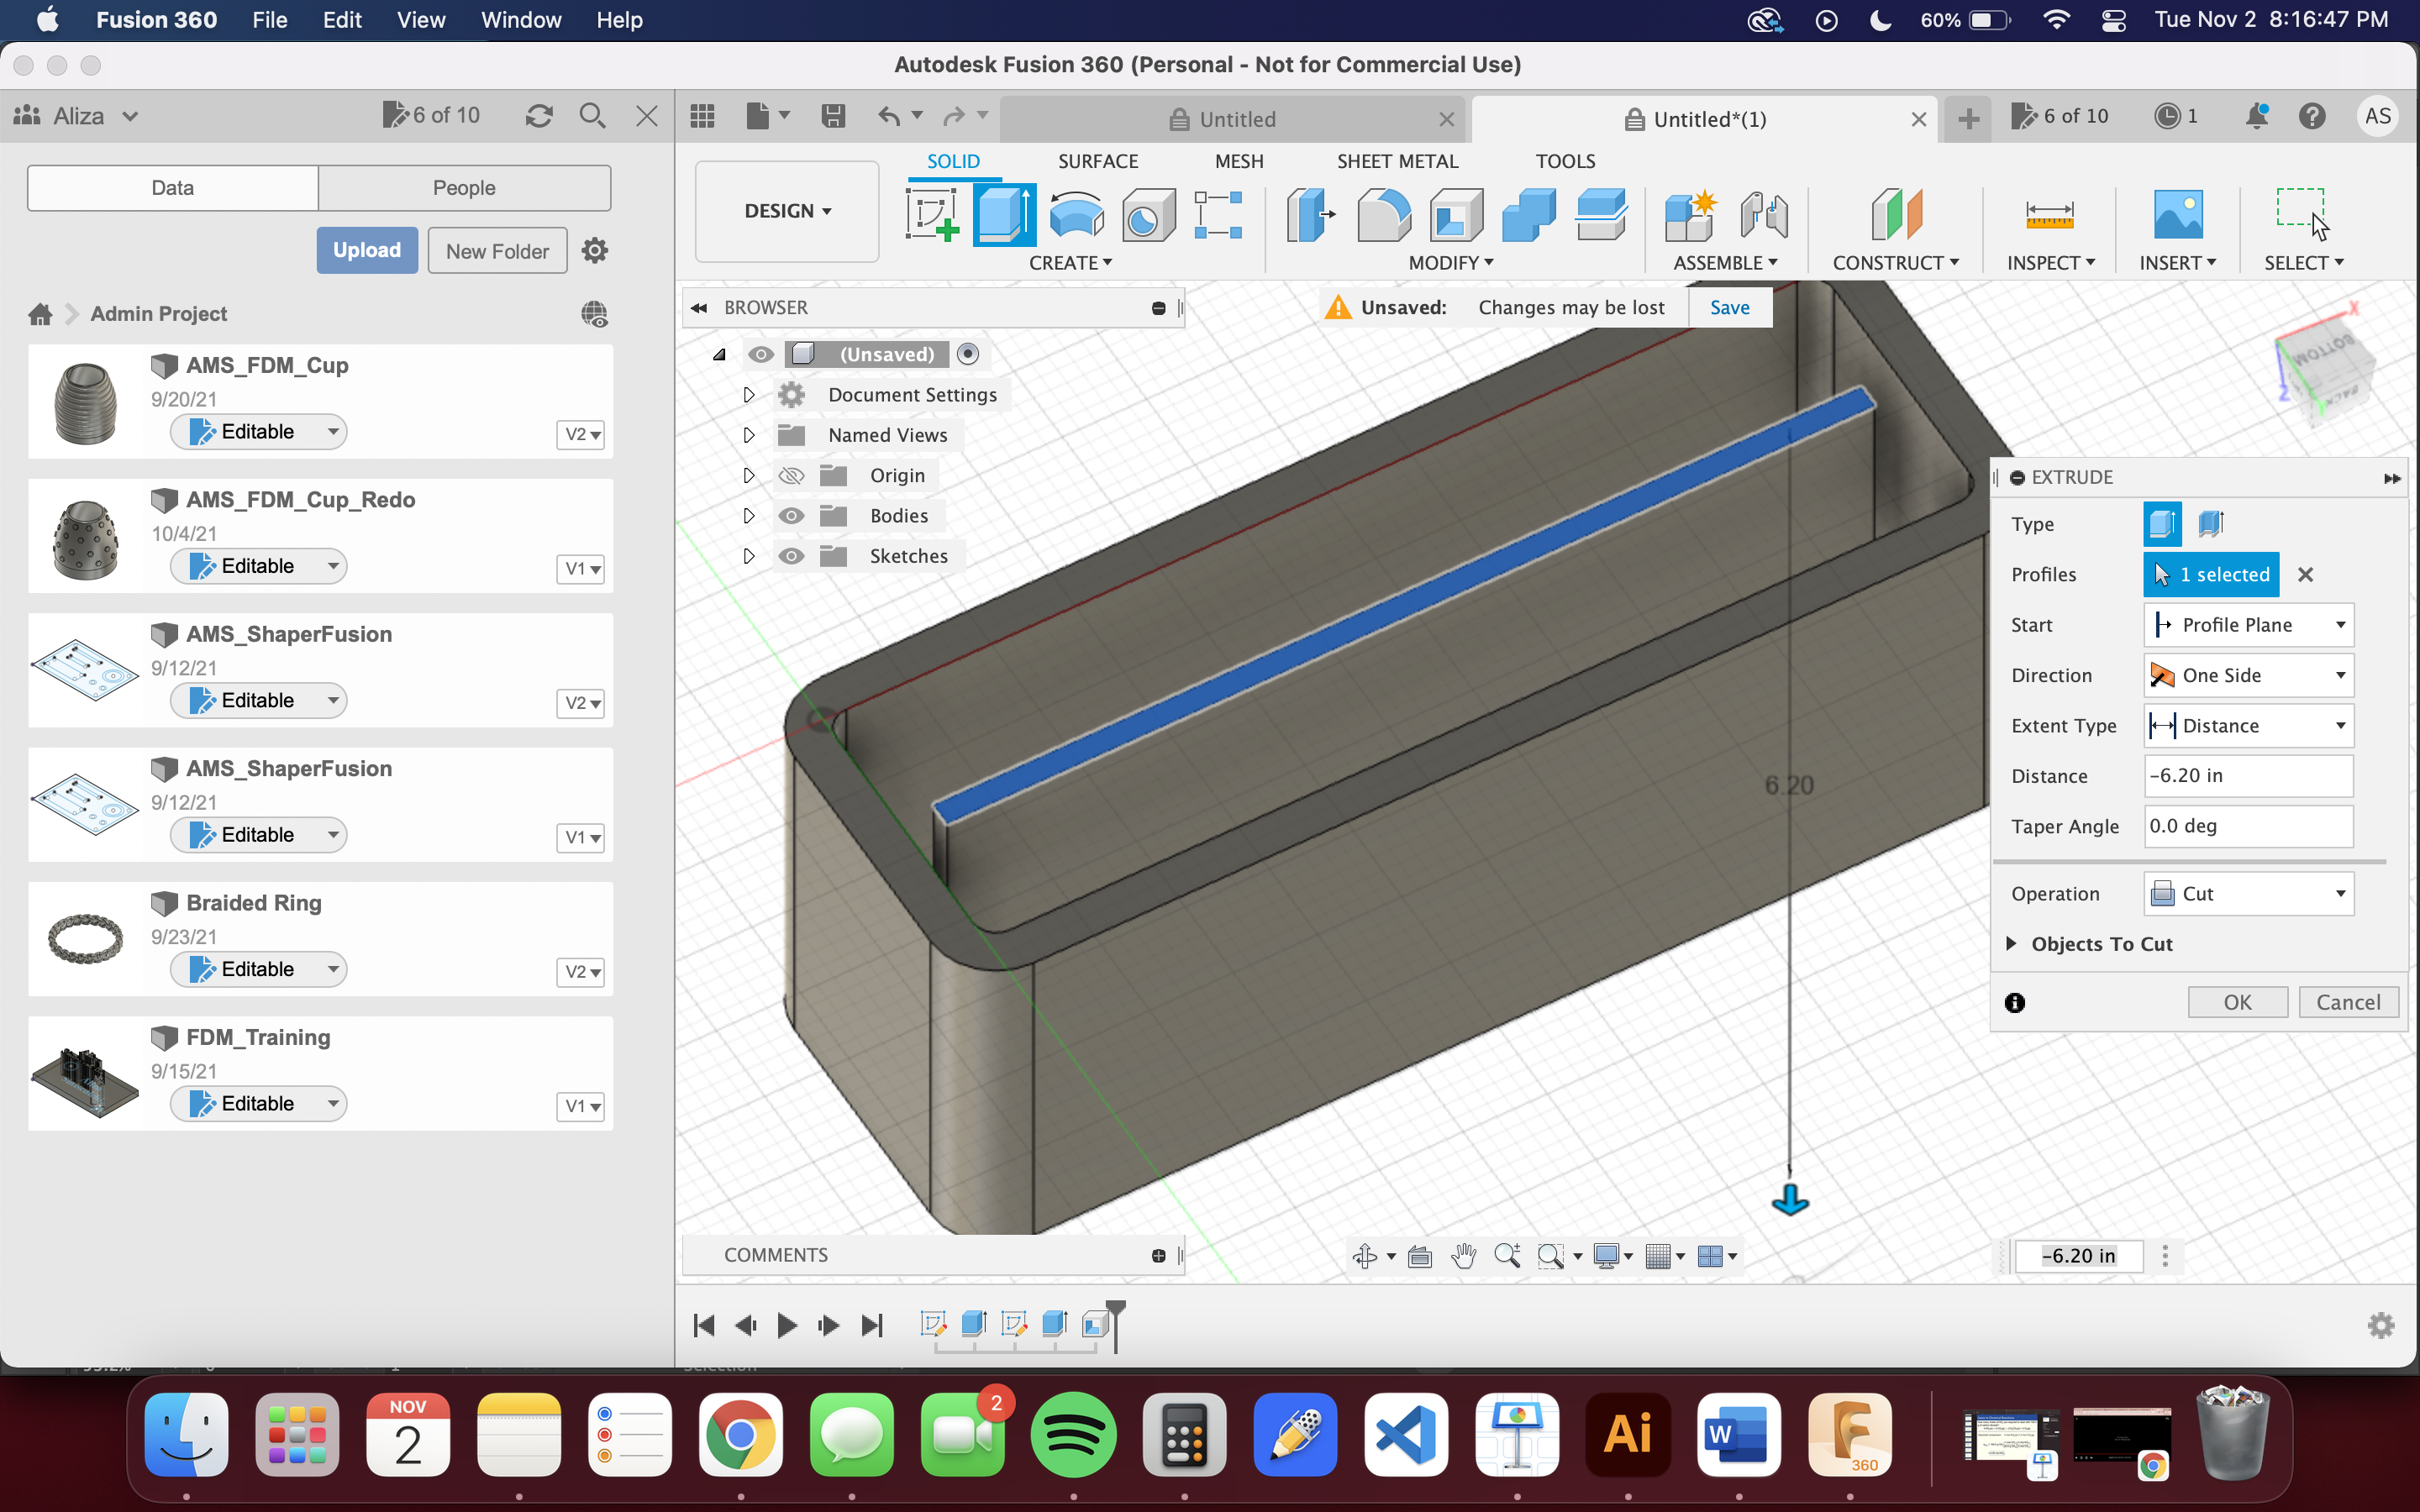 Fusion 360 File Edit View Window Help 60% Tue Nov 2 8:16:47 PM
Autodesk Fusion 360 (Personal - Not for Commercial Use)
Aliza 6 of 10 Untitled Untitled*(1) 6 of 10 1 AS
Data People
Upload New Folder
Admin Project
AMS_FDM_Cup
9/20/21
Editable V2
AMS_FDM_Cup_Redo
10/4/21
Editable V1
AMS_ShaperFusion
9/12/21
Editable V2
AMS_ShaperFusion
9/12/21
Editable V1
Braided Ring
9/23/21
Editable V2
FDM_Training
9/15/21
Editable V1
SOLID SURFACE MESH SHEET METAL TOOLS
DESIGN
CREATE MODIFY ASSEMBLE CONSTRUCT INSPECT INSERT SELECT
BROWSER
Unsaved: Changes may be lost Save
(Unsaved)
Document Settings
Named Views
Origin
Bodies
Sketches
X
BOTTOM
BACK
Z
Y
6.20
EXTRUDE
Type
Profiles 1 selected
Start Profile Plane
Direction One Side
Extent Type Distance
Distance -6.20 in
Taper Angle 0.0 deg
Operation Cut
Objects To Cut
OK Cancel
COMMENTS
-6.20 in
NOV
2
2
Ai
W
360